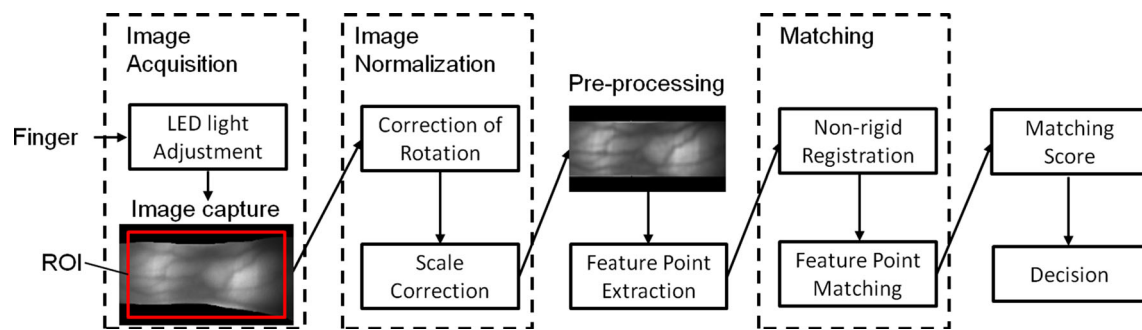 Image
Acquisition
Finger
LED light
Adjustment
Image capture
ROI
Image
Normalization
Correction of
Rotation
Scale
Correction
Pre-processing
Feature Point
Extraction
Matching
Non-rigid
Registration
Feature Point
Matching
Matching
Score
Decision